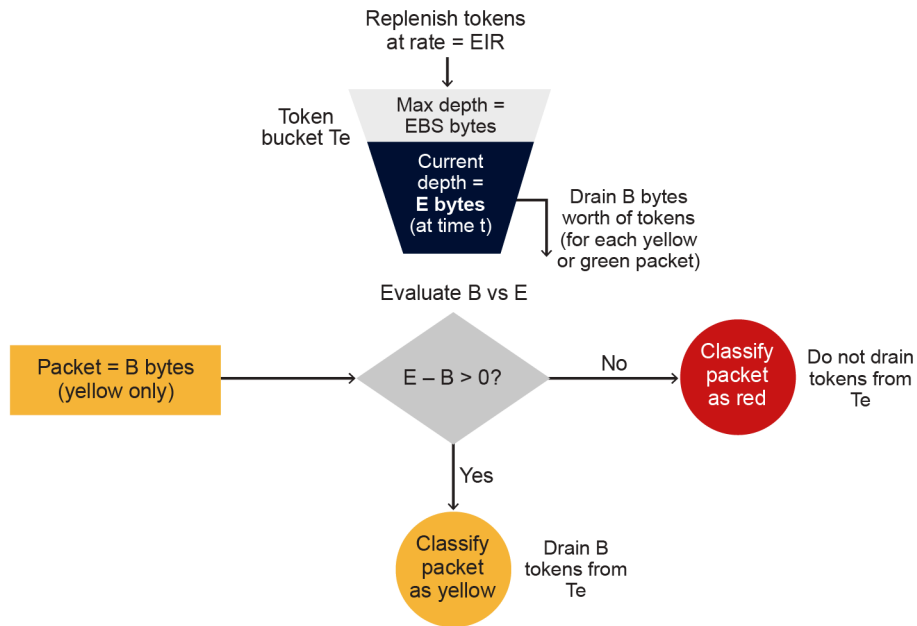 Replenish tokens
at rate = EIR
Token
bucket Te
Max depth =
EBS bytes
Current
depth =
E bytes
(at time t)
Drain B bytes
worth of tokens
(for each yellow
or green packet)
Evaluate B vs E
Packet = B bytes
(yellow only)
E – B > 0?
No
Classify
packet
as red
Do not drain
tokens from
Te
Yes
Classify
packet
as yellow
Drain B
tokens from
Te